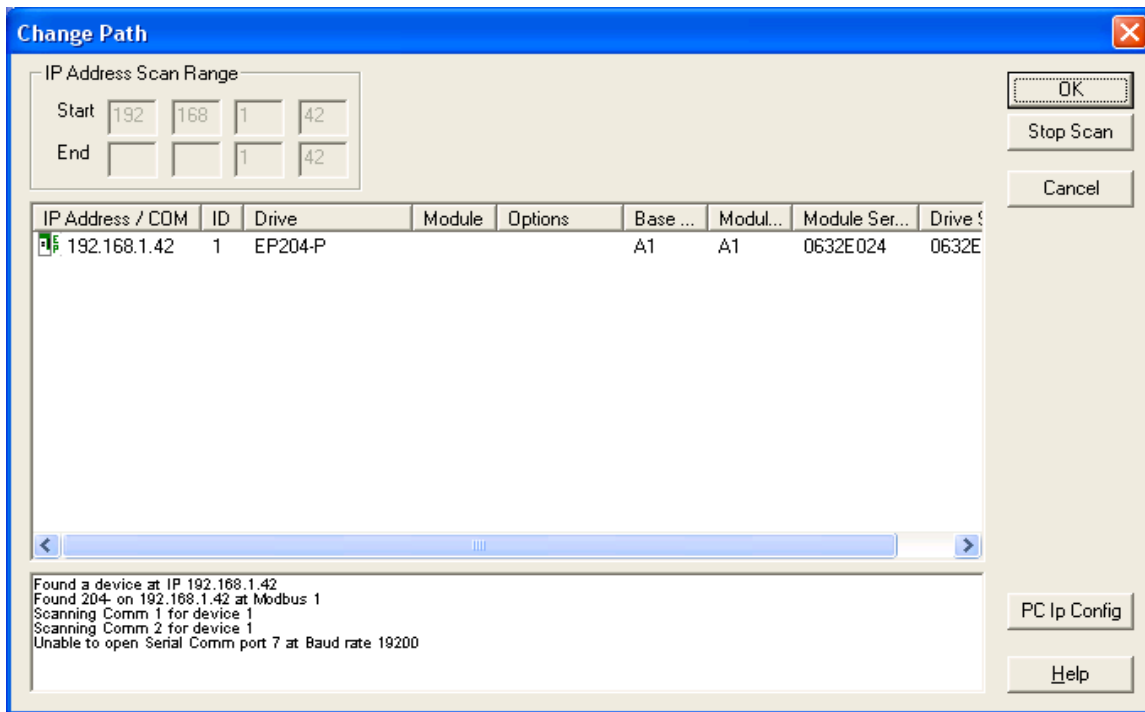 Change Path
IP Address Scan Range
Start 192 168 1 42
End 1 42
OK
Stop Scan
Cancel
IP Address / COM ID Drive Module Options Base ... Modul... Module Ser... Drive S
192.168.1.42 1 EP204-P A1 A1 0632E024 0632E
Found a device at IP 192.168.1.42
Found 204- on 192.168.1.42 at Modbus 1
Scanning Comm 1 for device 1
Scanning Comm 2 for device 1
Unable to open Serial Comm port 7 at Baud rate 19200
PC Ip Config
Help